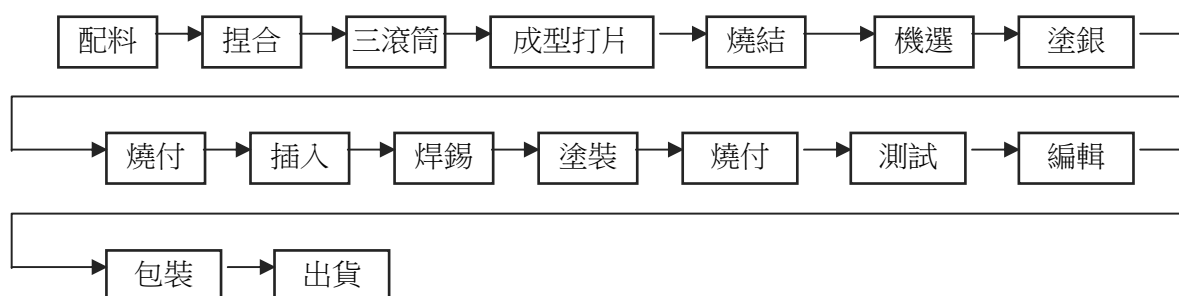 配料 捏合 三滾筒 成型打片 燒結 機選 塗銀
燒付 插入 焊錫 塗裝 燒付 測試 編輯
包裝 出貨